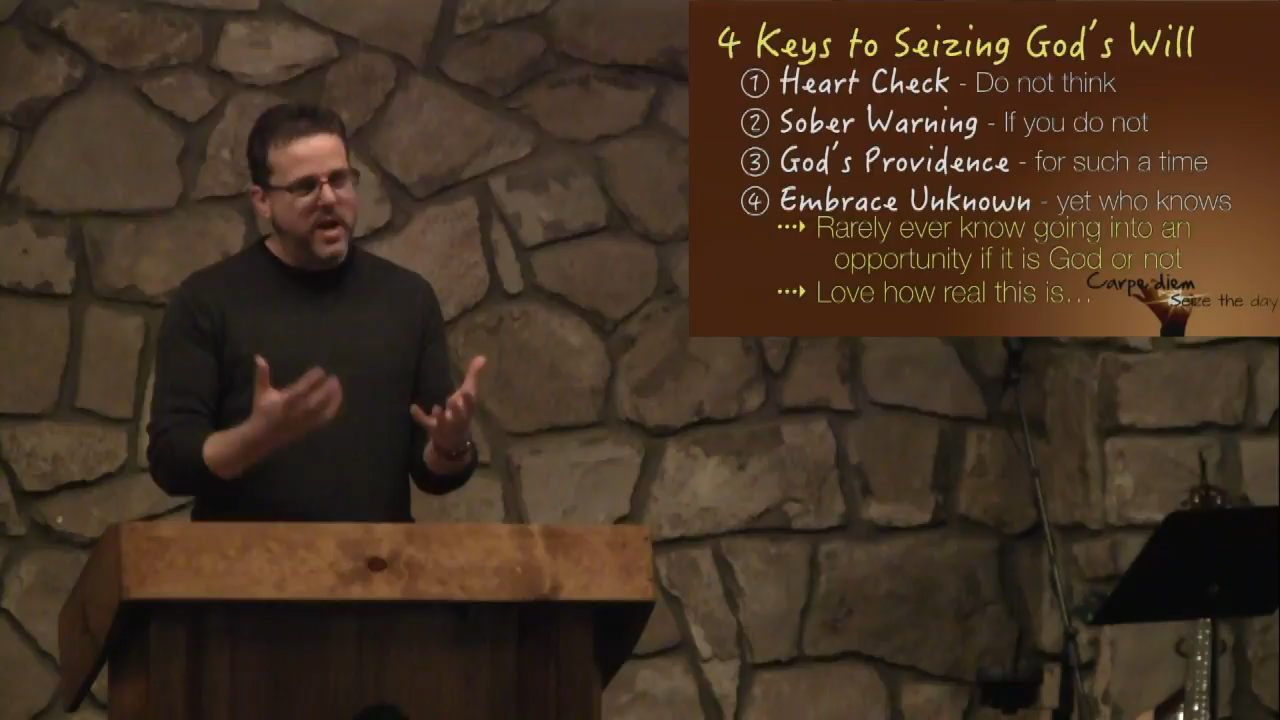 4 Keys to Seizing God's Will
① Heart Check - Do not think
② Sober Warning - If you do not
③ God's Providence - for such a time
④ Embrace Unknown - yet who knows
Rarely ever know going into an
opportunity if it is God or not
Love how real this is...
Carpe diem
Seize the day